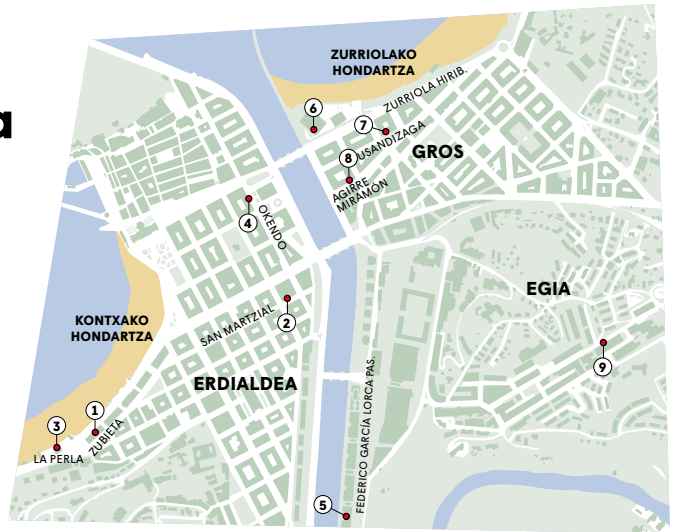 a
ZURRIOLAKO
HONDARTZA
ZURRIOLA HIRIB.
6
7
USANDIZAGA
GROS
8
AGIRRE
MIRAMÓN
4
OKENDO
EGIA
KONTXAKO
HONDARTZA
SAN MARTZIAL
2
9
ERDIALDEA
FEDERICO GARCÍA LORCA PAS.
1
3
ZUBIETA
LA PERLA
5